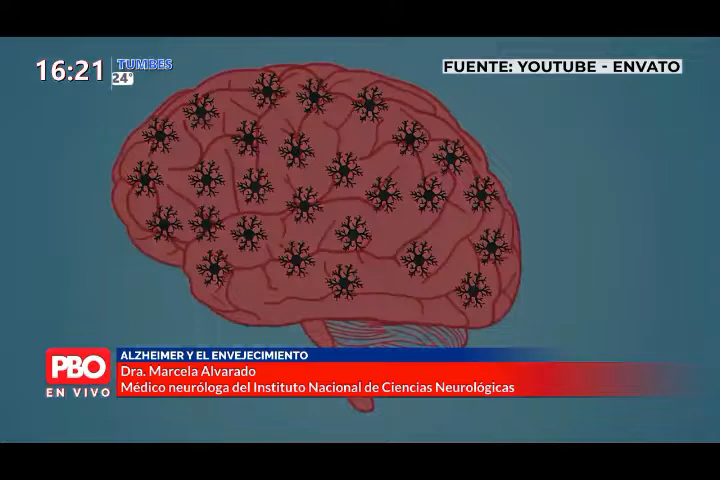 16:21
TUMBES
24°
FUENTE: YOUTUBE - ENVATO
PBO
EN VIVO
ALZHEIMER Y EL ENVEJECIMIENTO
Dra. Marcela Alvarado
Médico neuróloga del Instituto Nacional de Ciencias Neurológicas